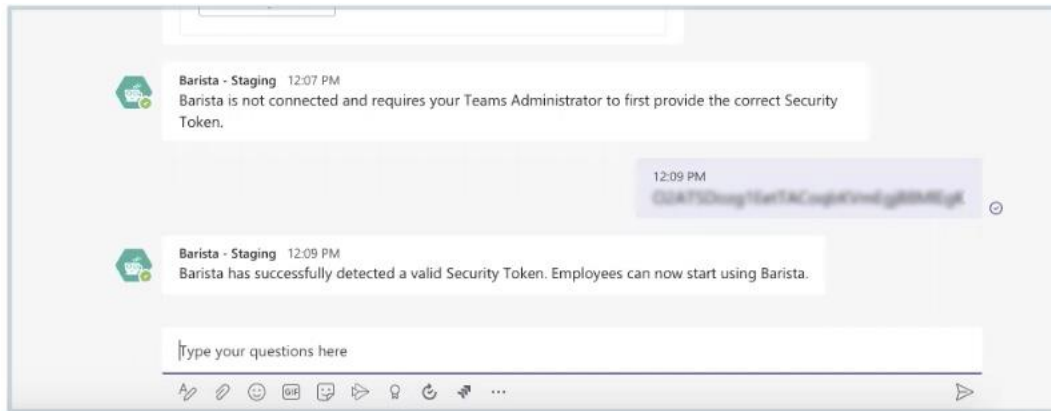 Barista - Staging 12:07 PM
Barista is not connected and requires your Teams Administrator to first provide the correct Security
Token.
12:09 PM
Barista - Staging 12:09 PM
Barista has successfully detected a valid Security Token. Employees can now start using Barista.
Type your questions here
GIF